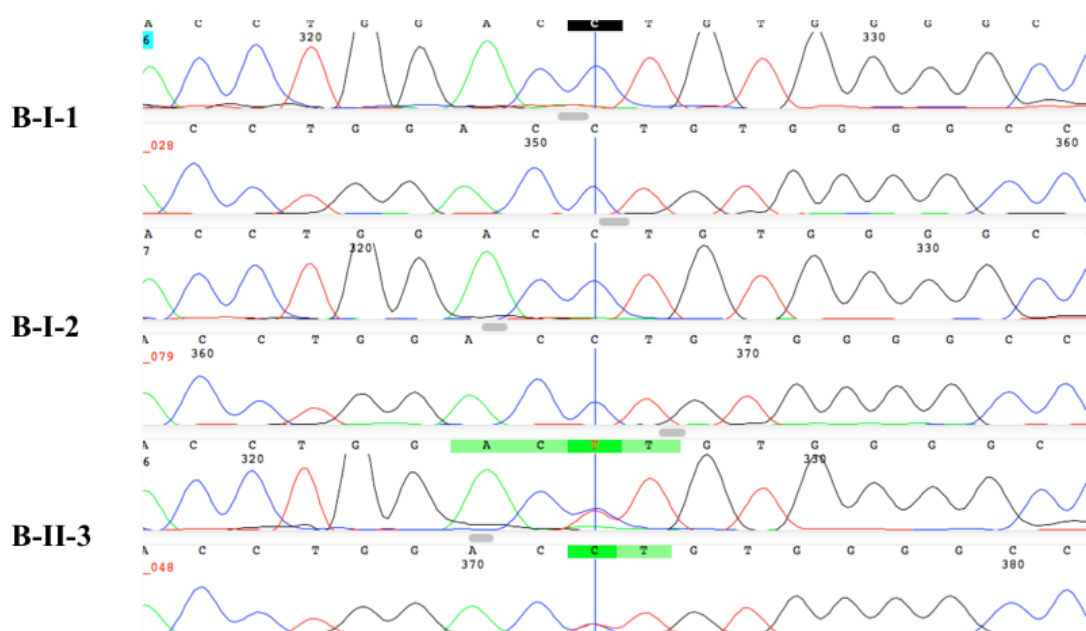 A C C T G G A C C T G T G G G G C
6 320 330
B-I-1
C C T G G A C C T G T G G G G C C
_028 350 360
A C C T G G A C C T G T G G G G C
7 320 330
B-I-2
A C C T G G A C C T G T G G G G C C
_079 360 370
A C C T G G A C T T G T G G G G C
6 320 330
B-II-3
A C C T G G A C C T G T G G G G C C
_048 370 380